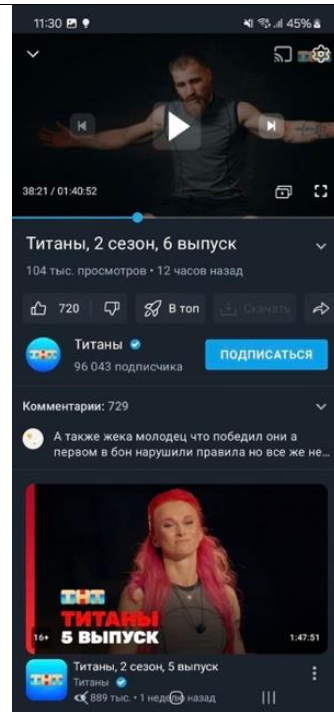 11:30
45%
38:21 / 01:40:52
Титаны, 2 сезон, 6 выпуск
104 тыс. просмотров • 12 часов назад
720
В топ
Скачать
ТНТ
Титаны
96 043 подписчика
ПОДПИСАТЬСЯ
Комментарии: 729
А также жека молодец что победил они а
первом в бон нарушили правила но все же не...
ТНТ
ТИТАНЫ
5 ВЫПУСК
16+
1:47:51
ТНТ
Титаны, 2 сезон, 5 выпуск
Титаны
889 тыс. • 1 неделю назад